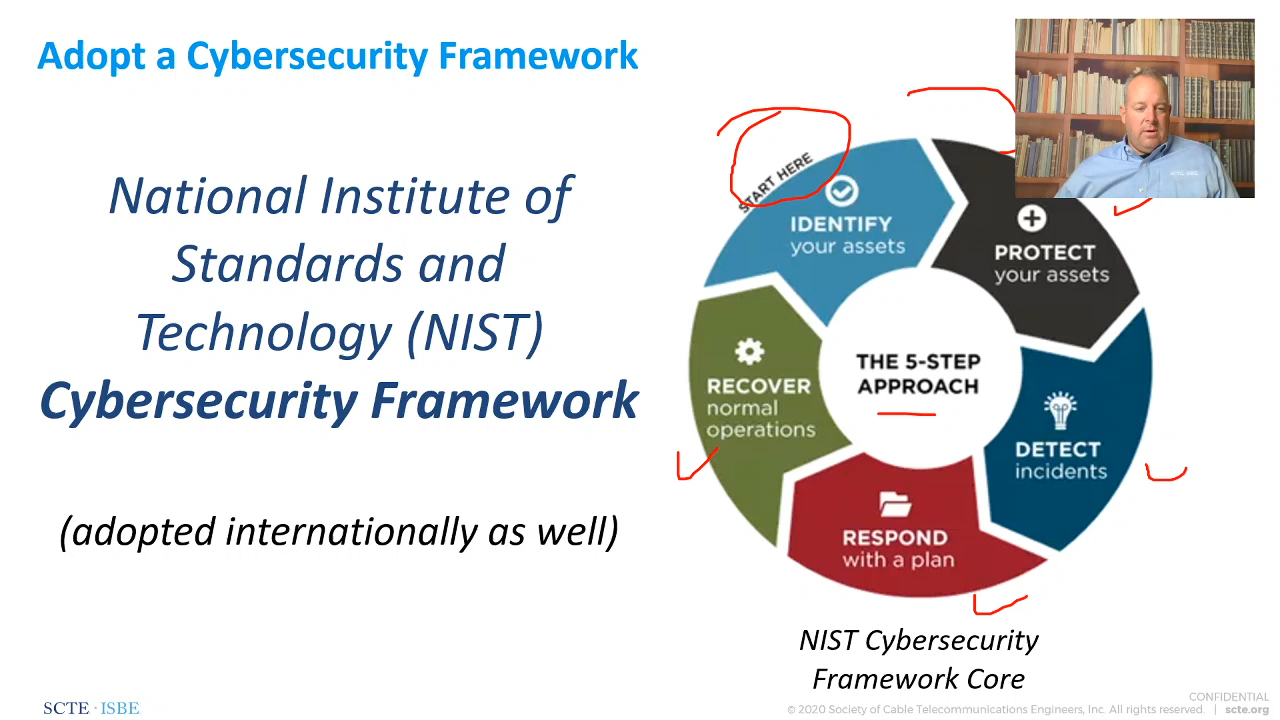 Adopt a Cybersecurity Framework
National Institute of
Standards and
Technology (NIST)
Cybersecurity Framework
(adopted internationally as well)
START HERE
IDENTIFY
your assets
PROTECT
your assets
DETECT
incidents
RESPOND
with a plan
RECOVER
normal
operations
THE 5-STEP
APPROACH
NIST Cybersecurity
Framework Core
SCTE · ISBE
CONFIDENTIAL
© 2020 Society of Cable Telecommunications Engineers, Inc. All rights reserved. | scte.org